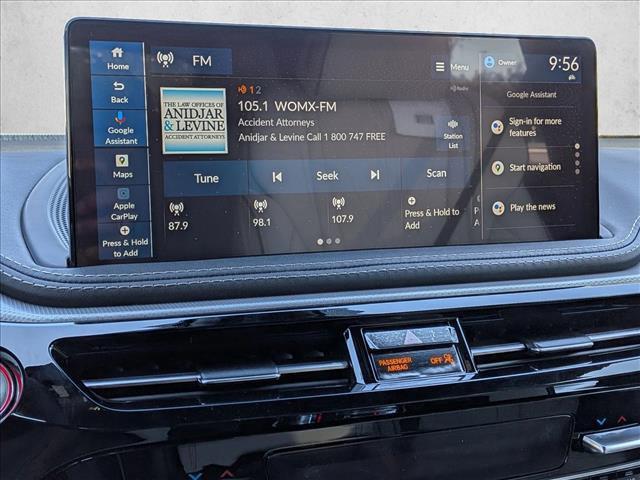 Home
Back
Google
Assistant
Maps
Apple
CarPlay
Press & Hold
to Add
FM
Menu
THE LAW OFFICES OF
ANIDJAR
& LEVINE
ACCIDENT ATTORNEYS
1 2
HD Radio
105.1 WOMX-FM
Accident Attorneys
Anidjar & Levine Call 1 800 747 FREE
Station
List
Tune
Seek
Scan
87.9
98.1
107.9
Press & Hold to
Add
Owner
9:56
Google Assistant
Sign-in for more
features
Start navigation
Play the news
PASSENGER
AIRBAG
OFF